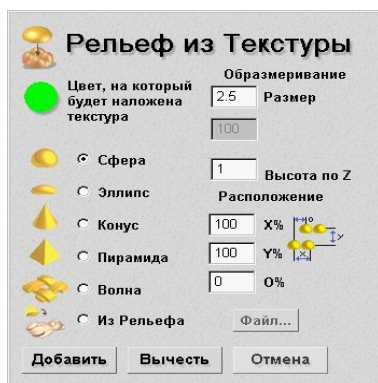 Рельеф из Текстуры
Цвет, на который
будет наложена
текстура
Образмеривание
2.5 Размер
100
Сфера
1 Высота по Z
Эллипс
Расположение
Конус
100 X%
Пирамида
100 Y%
Волна
0 O%
Из Рельефа
Файл...
Добавить Вычесть Отмена